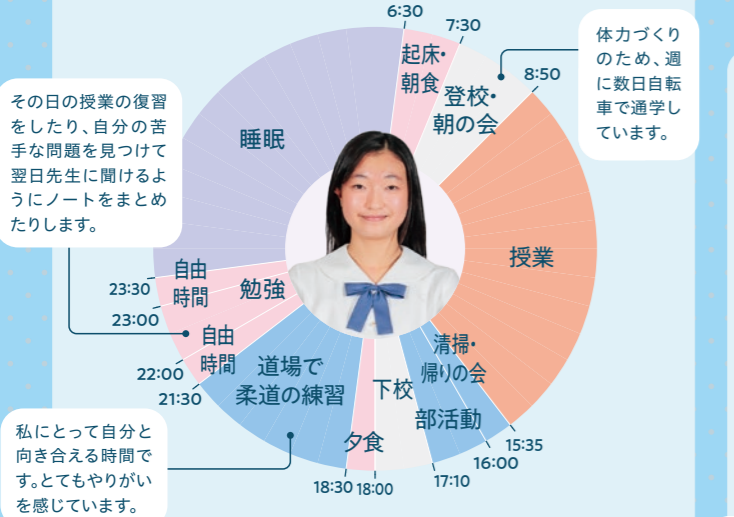 6:30
起床・
朝食
7:30
登校・
朝の会
8:50
体力づくり
のため、週
に数日自転
車で通学し
ています。
授業
15:35
清掃・
帰りの会
16:00
部活動
17:10
下校
18:00
夕食
18:30
道場で
柔道の練習
私にとって自分と
向き合える時間で
す。とてもやりがい
を感じています。
21:30
自由
時間
22:00
勉強
その日の授業の復習
をしたり、自分の苦
手な問題を見つけて
翌日先生に聞けるよ
うにノートをまとめ
たりします。
23:00
自由
時間
23:30
睡眠